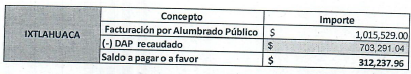 Concepto Importe
IXTLAHUACA
Facturación por Alumbrado Público $ 1,015,529.00
(-) DAP recaudado $ 703,291.04
Saldo a pagar o a favor $ 312,237.96